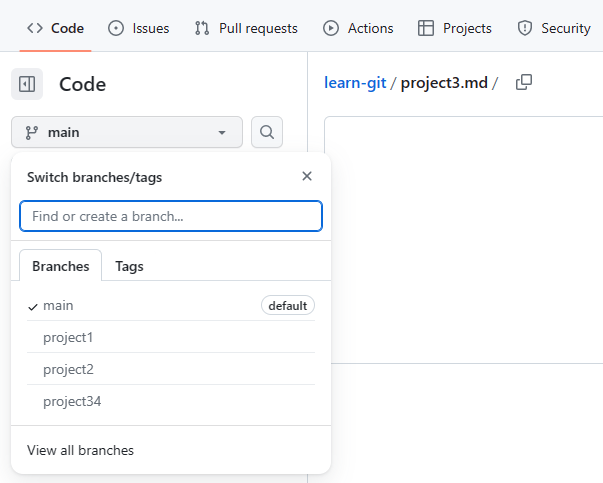 Code Issues Pull requests Actions Projects Security
Code
learn-git / project3.md /
main
Switch branches/tags
Find or create a branch...
Branches Tags
main default
project1
project2
project34
View all branches